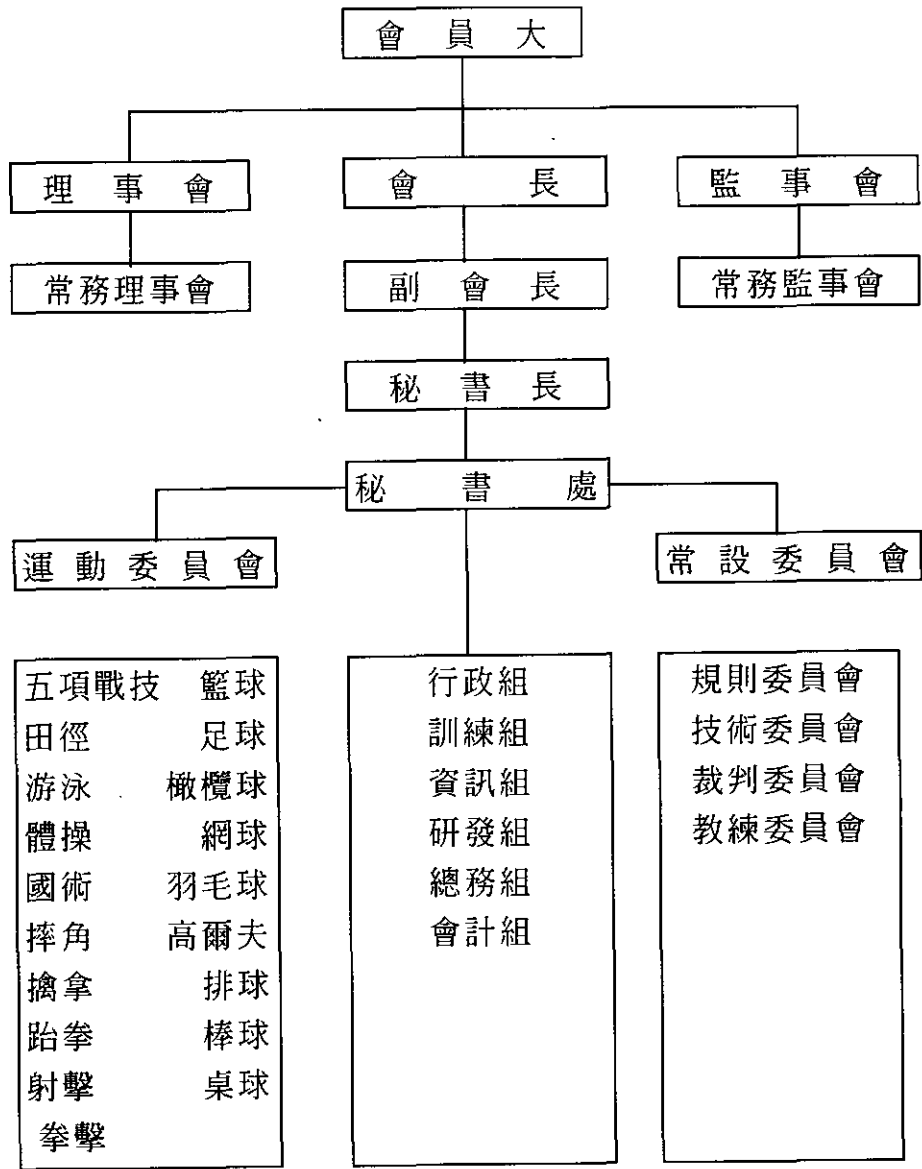 會員大
理事會
會長
監事會
常務理事會
副會長
常務監事會
秘書長
秘書處
運動委員會
常設委員會
五項戰技 籃球
田徑 足球
游泳 橄欖球
體操 網球
國術 羽毛球
摔角 高爾夫
擒拿 排球
跆拳 棒球
射擊 桌球
拳擊
行政組
訓練組
資訊組
研發組
總務組
會計組
規則委員會
技術委員會
裁判委員會
教練委員會